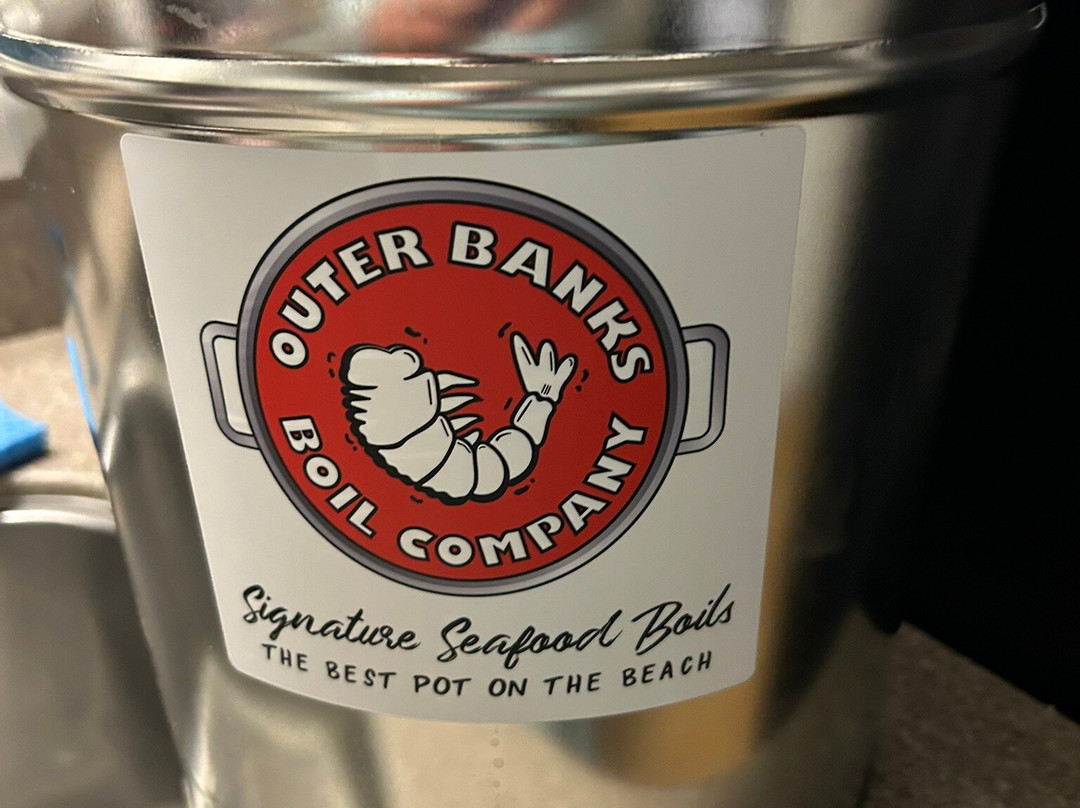 OUTER BANKS
BOIL COMPANY
Signature Seafood Boils
THE BEST POT ON THE BEACH